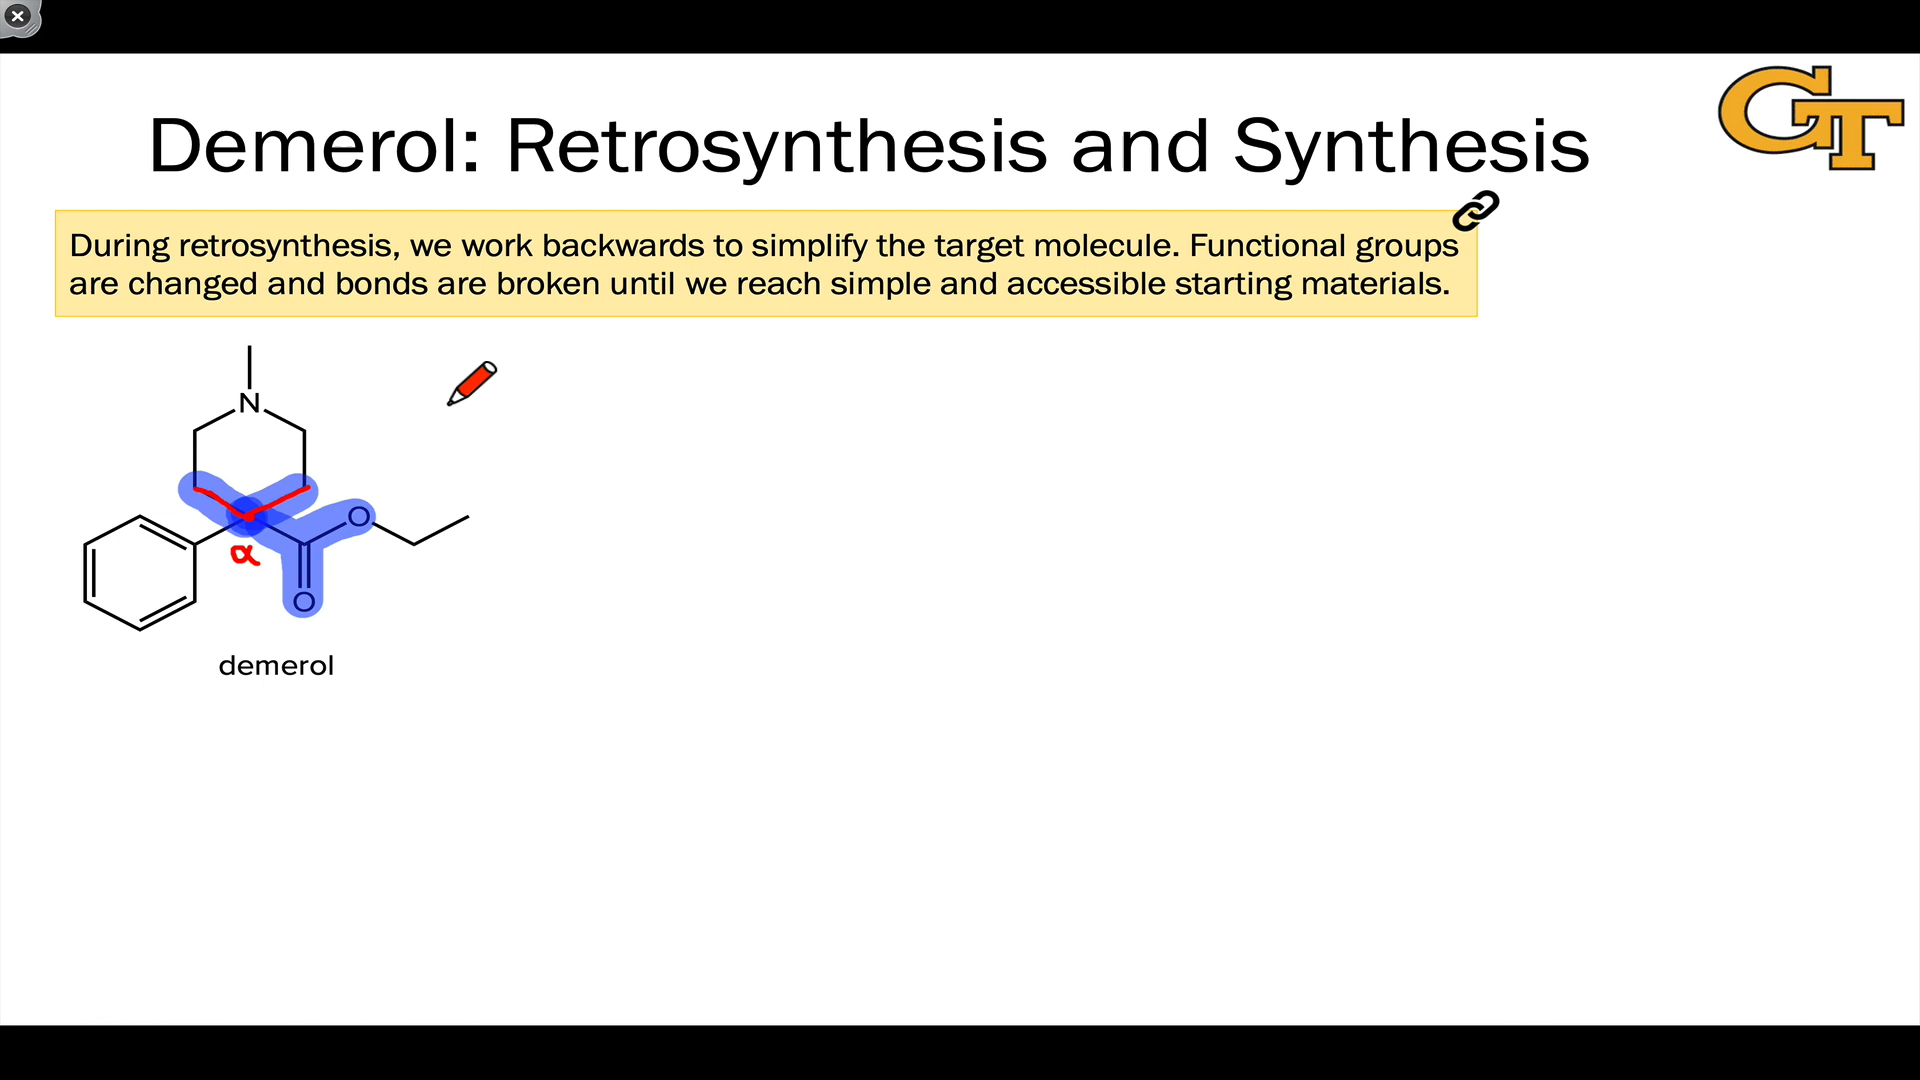 GT
Demerol: Retrosynthesis and Synthesis
During retrosynthesis, we work backwards to simplify the target molecule. Functional groups
are changed and bonds are broken until we reach simple and accessible starting materials.
N
O
α
O
demerol